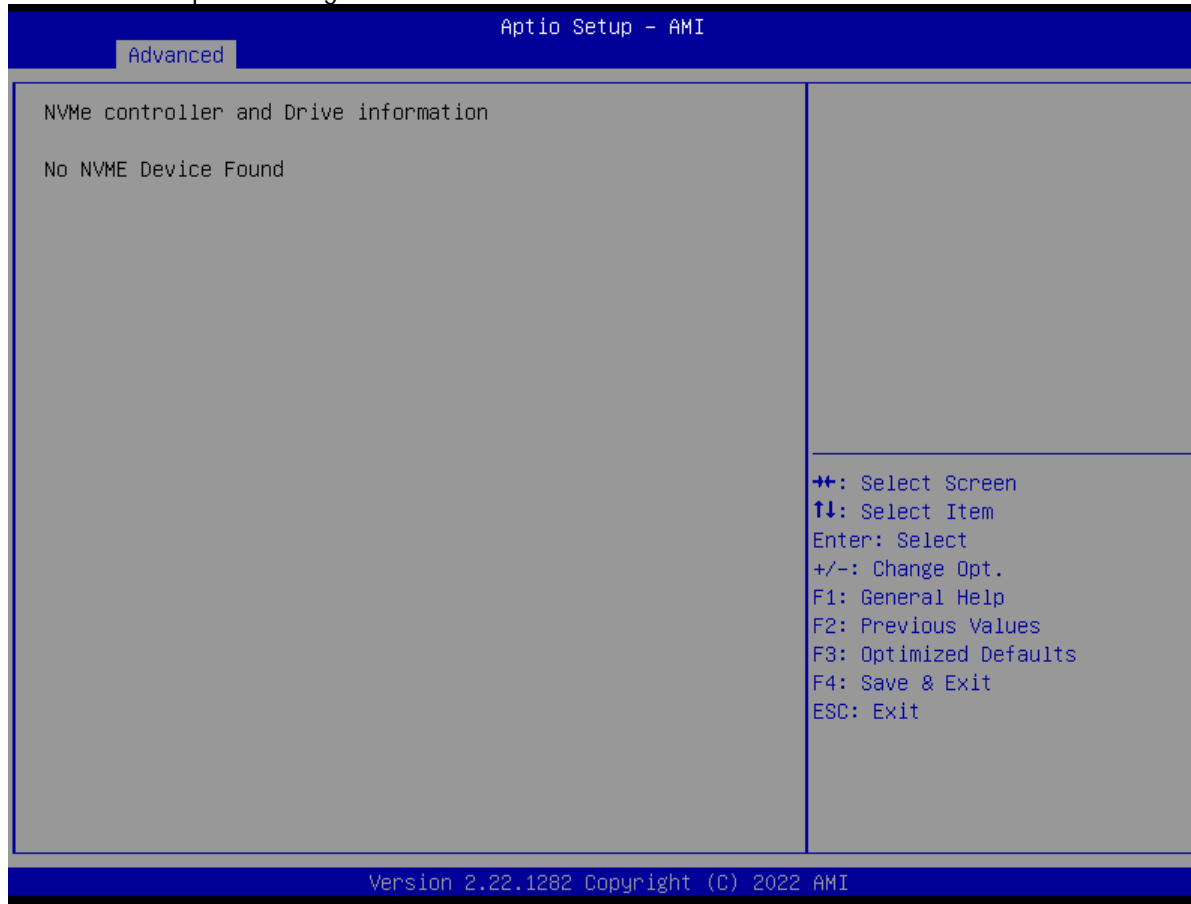 Aptio Setup – AMI
Advanced
NVMe controller and Drive information
No NVME Device Found
→←: Select Screen
↑↓: Select Item
Enter: Select
+/-: Change Opt.
F1: General Help
F2: Previous Values
F3: Optimized Defaults
F4: Save & Exit
ESC: Exit
Version 2.22.1282 Copyright (C) 2022 AMI